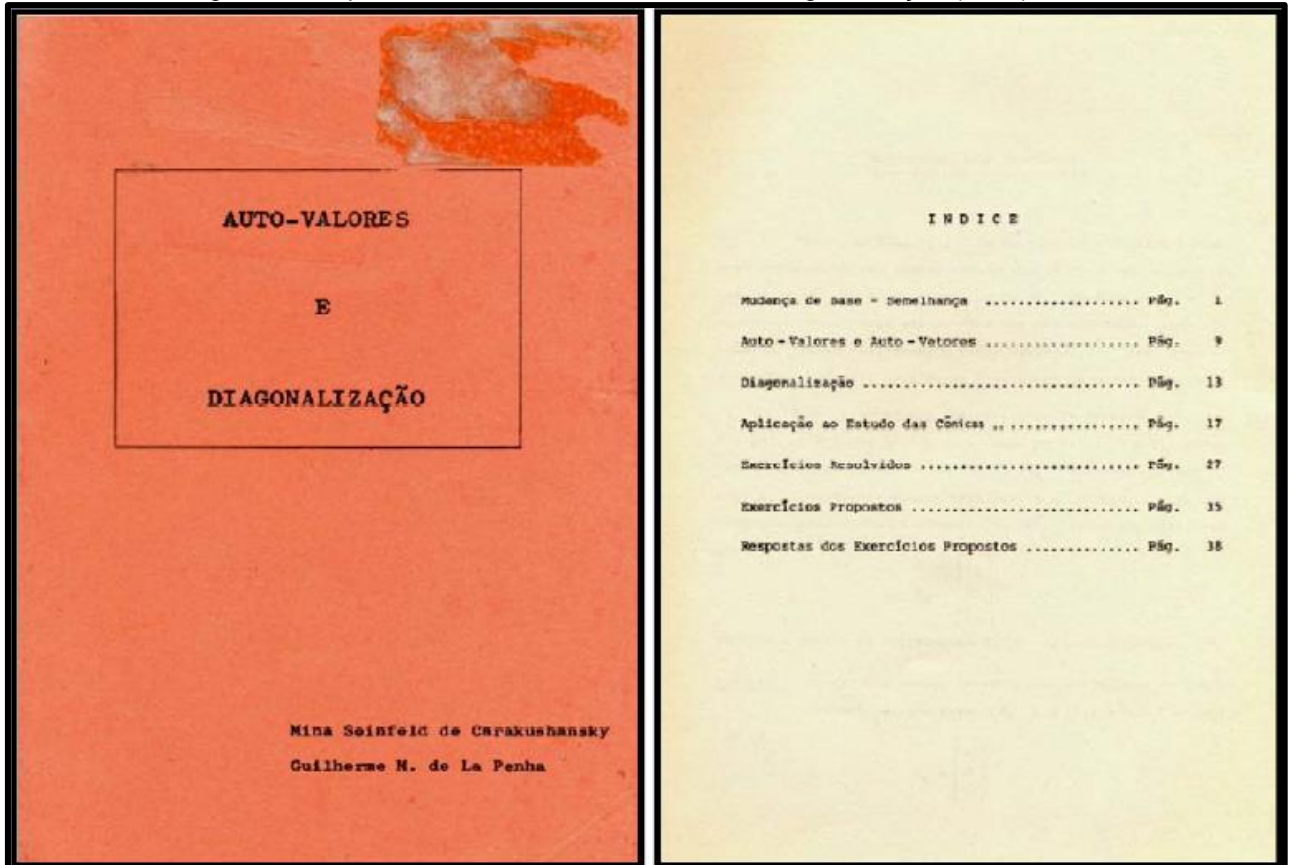 AUTO-VALORES
E
DIAGONALIZAÇÃO
Mina Seinfeld de Carakushansky
Guilherme M. de La Penha
INDICE
Mudança de Base - Semelhança ................... Pág. 1
Auto - Valores e Auto - Vetores ................... Pág. 9
Diagonalização ................................. Pág. 13
Aplicação ao Estudo das Cônicas .. ............... Pág. 17
Exercícios Resolvidos ........................... Pág. 27
Exercícios Propostos ............................ Pág. 35
Respostas dos Exercícios Propostos .............. Pág. 38